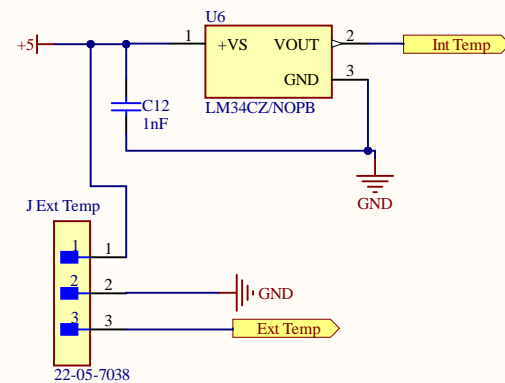 U6
+5
1
+VS
VOUT
2
Int Temp
GND
3
C12
1nF
LM34CZ/NOPB
GND
J Ext Temp
1
1
2
2
GND
3
3
Ext Temp
22-05-7038